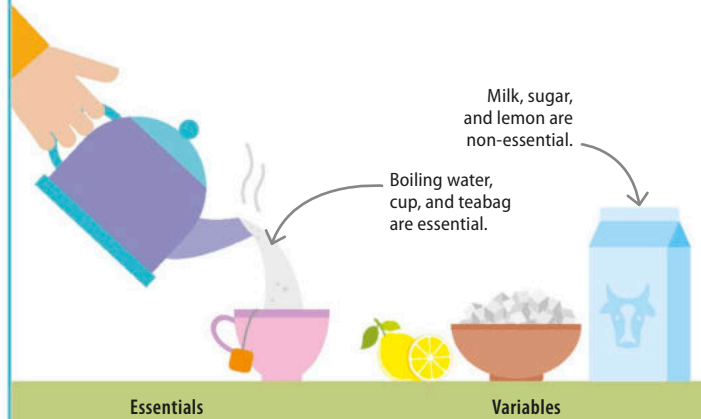 Milk, sugar,
and lemon are
non-essential.
Boiling water,
cup, and teabag
are essential.
Essentials
Variables